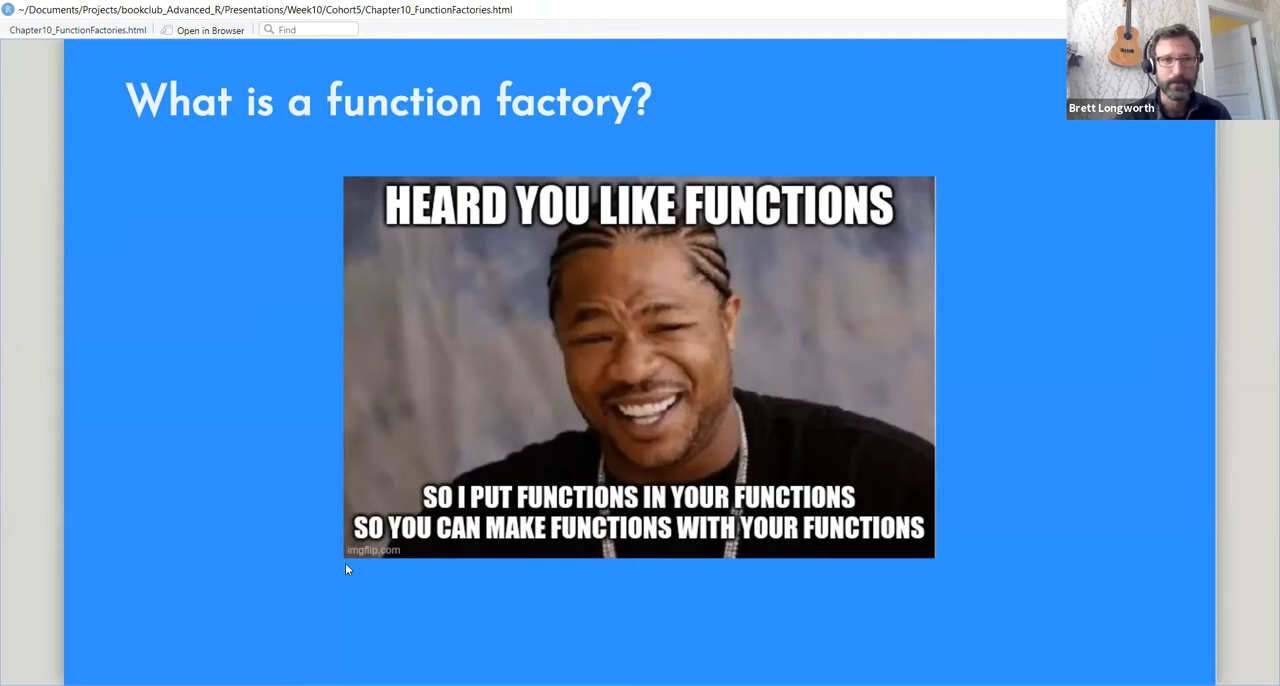 ~/Documents/Projects/bookclub_Advanced_R/Presentations/Week10/Cohort5/Chapter10_FunctionFactories.html
Chapter10_FunctionFactories.html
Open in Browser
Find
Brett Longworth
What is a function factory?
HEARD YOU LIKE FUNCTIONS
SO I PUT FUNCTIONS IN YOUR FUNCTIONS
SO YOU CAN MAKE FUNCTIONS WITH YOUR FUNCTIONS
imgflip.com